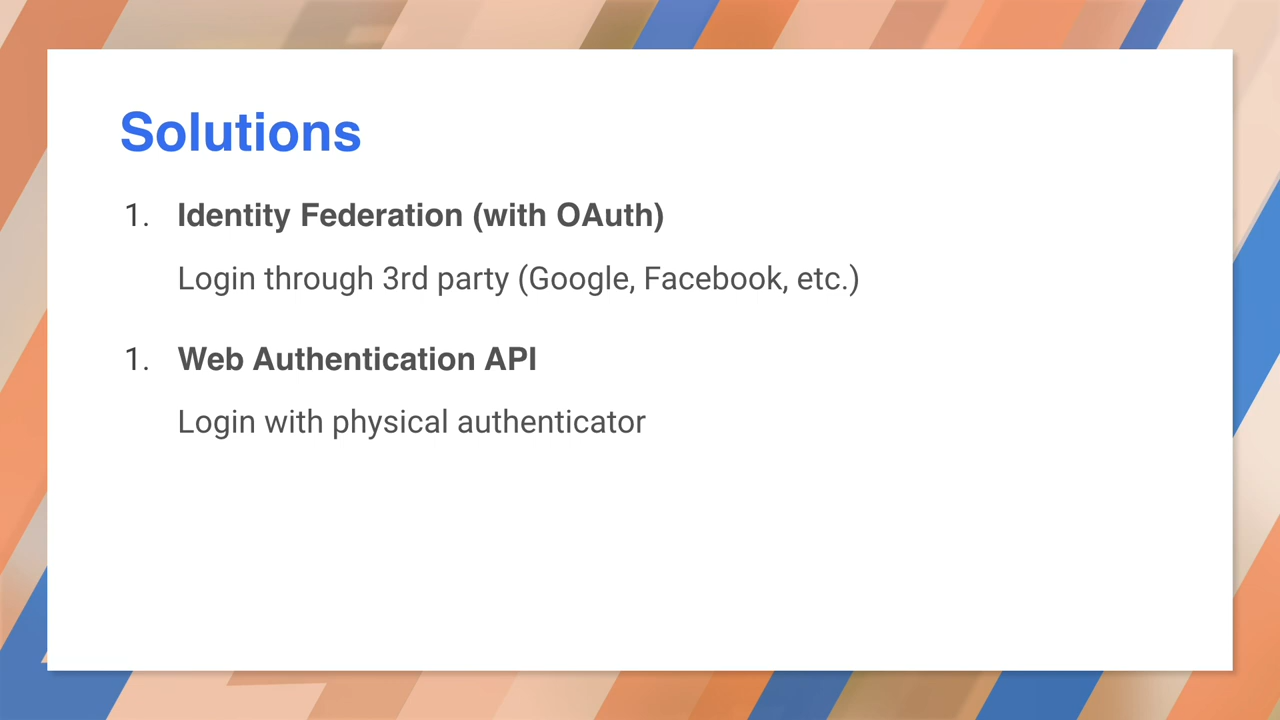 Solutions
1. Identity Federation (with OAuth)
Login through 3rd party (Google, Facebook, etc.)
1. Web Authentication API
Login with physical authenticator